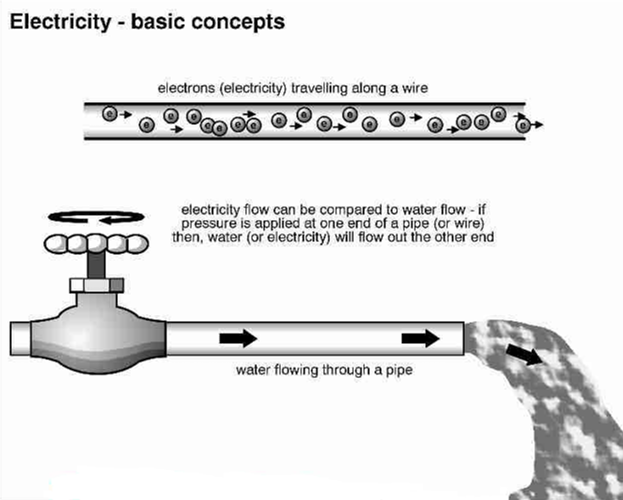 Electricity - basic concepts
electrons (electricity) travelling along a wire
e e e e e e e e e e e e e e e e e e e
electricity flow can be compared to water flow - if
pressure is applied at one end of a pipe (or wire)
then, water (or electricity) will flow out the other end
water flowing through a pipe